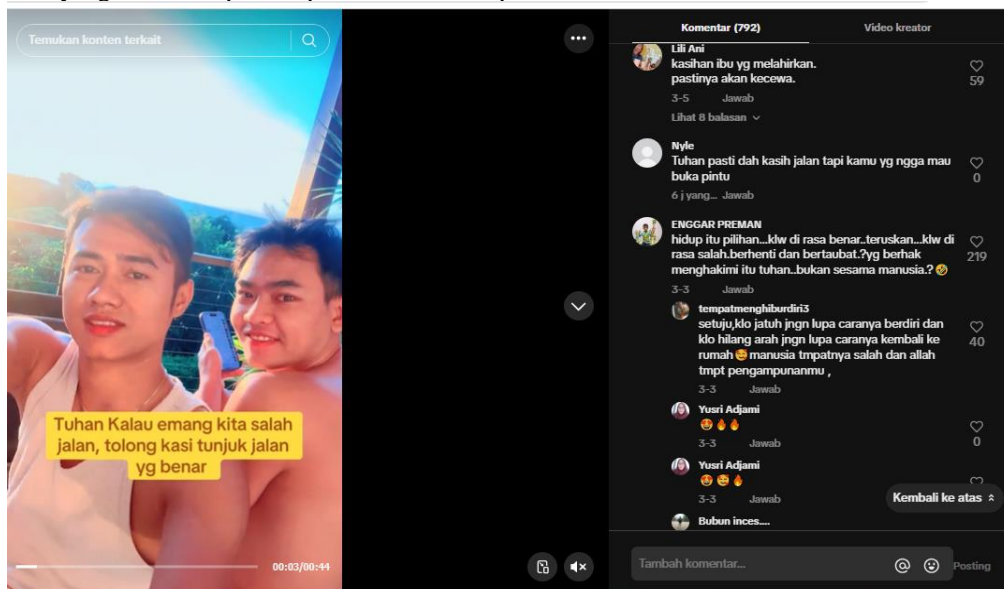 Temukan konten terkait
Tuhan Kalau emang kita salah
jalan, tolong kasi tunjuk jalan
yg benar
00:03/00:44
Komentar (792)
Video kreator
Lili Ani
kasihan ibu yg melahirkan.
pastinya akan kecewa.
59
3-5 Jawab
Lihat 8 balasan
Nyle
Tuhan pasti dah kasih jalan tapi kamu yg ngga mau
buka pintu
0
6 j yang... Jawab
ENGGAR PREMAN
hidup itu pilihan...klw di rasa benar..teruskan...klw di
rasa salah.berhenti dan bertaubat.?yg berhak
menghakimi itu tuhan..bukan sesama manusia.?🤣
219
3-3 Jawab
tempatmenghiburdiri3
setuju,klo jatuh jngn lupa caranya berdiri dan
klo hilang arah jngn lupa caranya kembali ke
rumah🤩manusia tmpatnya salah dan allah
tmpt pengampunanmu ,
40
3-3 Jawab
Yusri Adjami
😍🔥🔥
0
3-3 Jawab
Yusri Adjami
3-3 Jawab
Kembali ke atas
Bubun inces....
Tambah komentar...
@
Posting